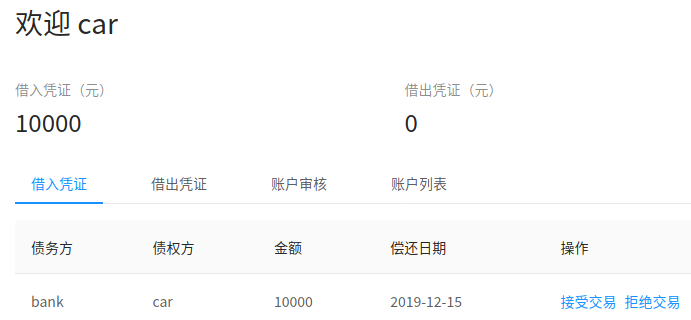 欢迎 car
借入凭证（元） 借出凭证（元）
10000 0
借入凭证 借出凭证 账户审核 账户列表
债务方 债权方 金额 偿还日期 操作
bank car 10000 2019-12-15 接受交易 拒绝交易